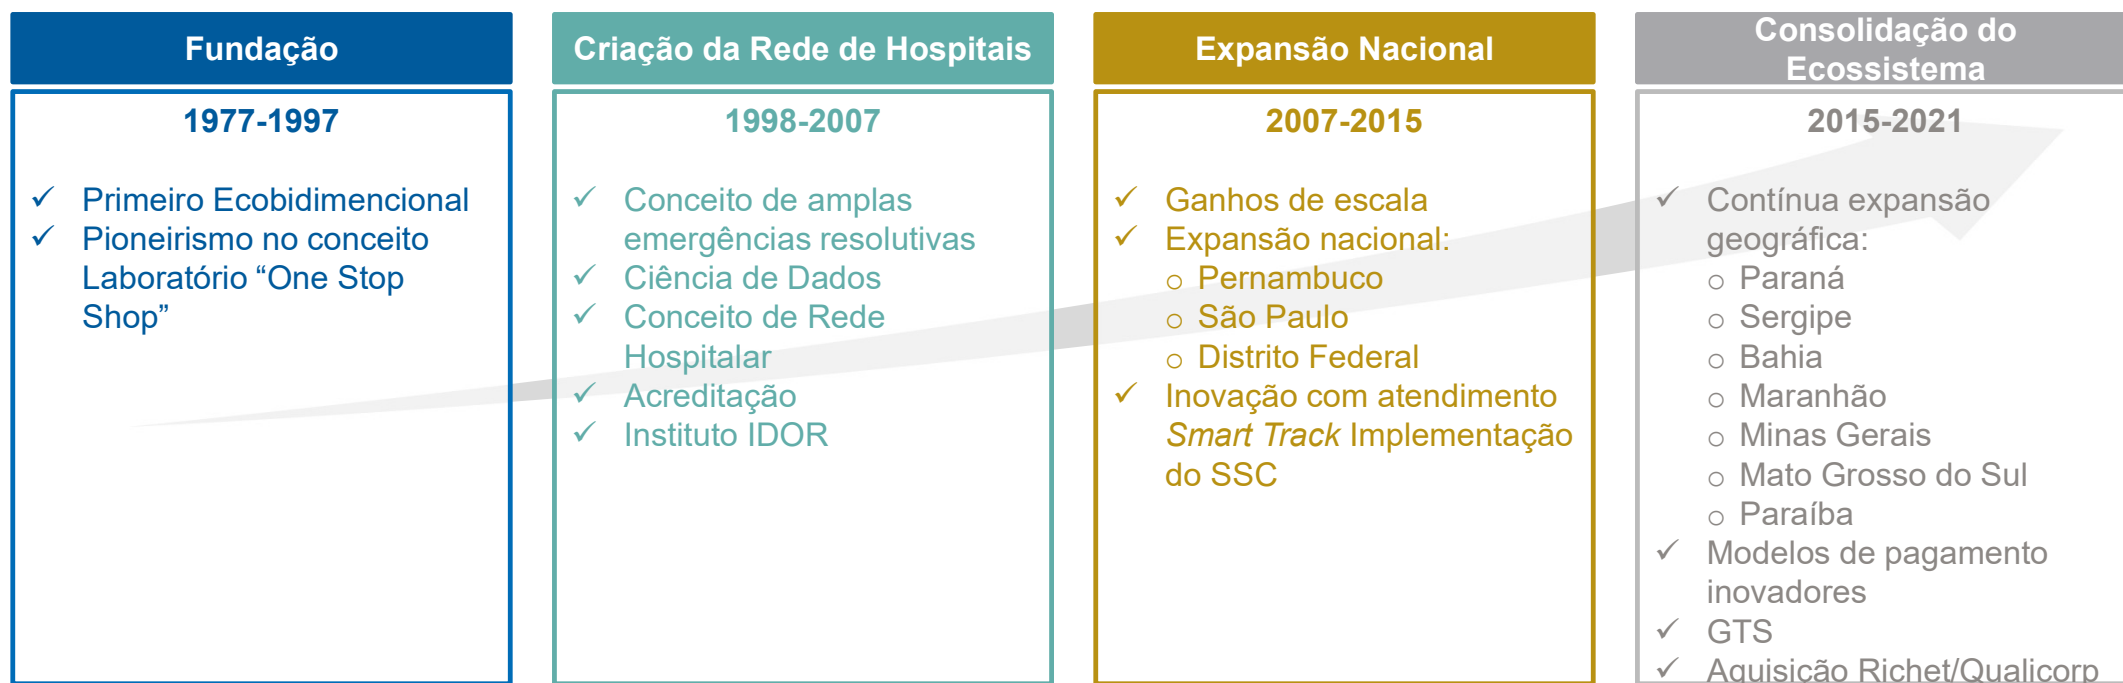 Fundação
1977-1997
✓ Primeiro Ecobidimencional
✓ Pioneirismo no conceito
Laboratório “One Stop
Shop”
Criação da Rede de Hospitais
1998-2007
✓ Conceito de amplas
emergências resolutivas
✓ Ciência de Dados
✓ Conceito de Rede
Hospitalar
✓ Acreditação
✓ Instituto IDOR
Expansão Nacional
2007-2015
✓ Ganhos de escala
✓ Expansão nacional:
o Pernambuco
o São Paulo
o Distrito Federal
✓ Inovação com atendimento
Smart Track Implementação
do SSC
Consolidação do
Ecossistema
2015-2021
✓ Contínua expansão
geográfica:
o Paraná
o Sergipe
o Bahia
o Maranhão
o Minas Gerais
o Mato Grosso do Sul
o Paraíba
✓ Modelos de pagamento
inovadores
✓ GTS
✓ Aquisição Richet/Qualicorp